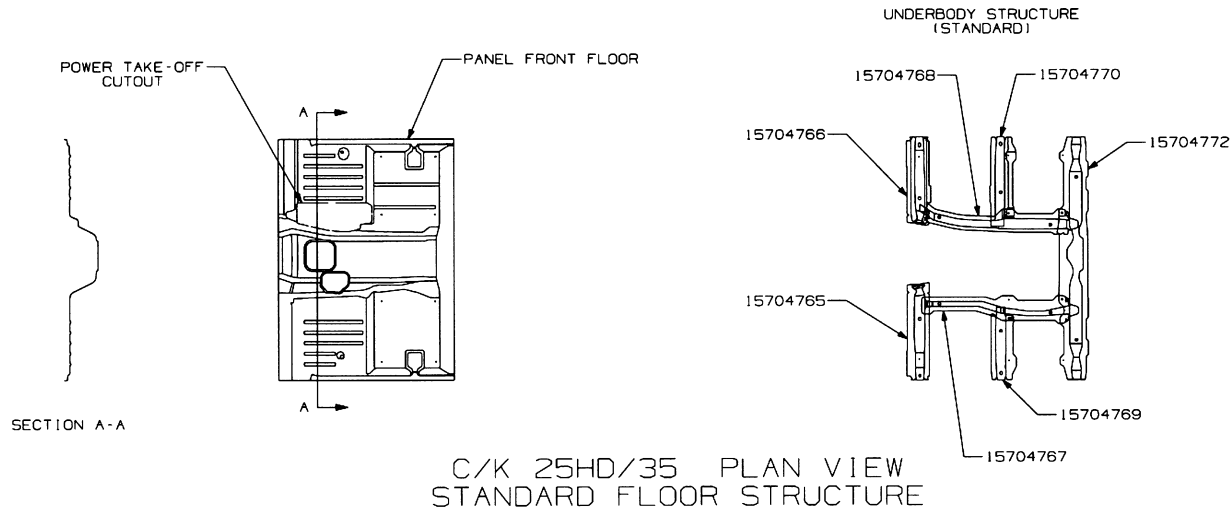 UNDERBODY STRUCTURE
(STANDARD)
POWER TAKE-OFF
CUTOUT
PANEL FRONT FLOOR
15704768
15704770
15704766
15704772
A
A
15704765
15704769
15704767
SECTION A-A
C/K 25HD/35 PLAN VIEW
STANDARD FLOOR STRUCTURE